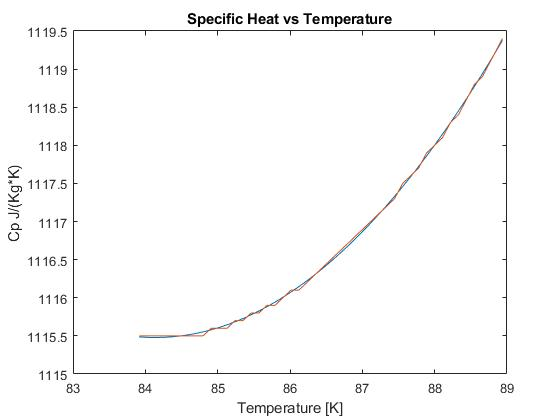 Specific Heat vs Temperature
1119.5
1119
1118.5
1118
1117.5
1117
1116.5
1116
1115.5
1115
Cp J/(Kg*K)
83 84 85 86 87 88 89
Temperature [K]